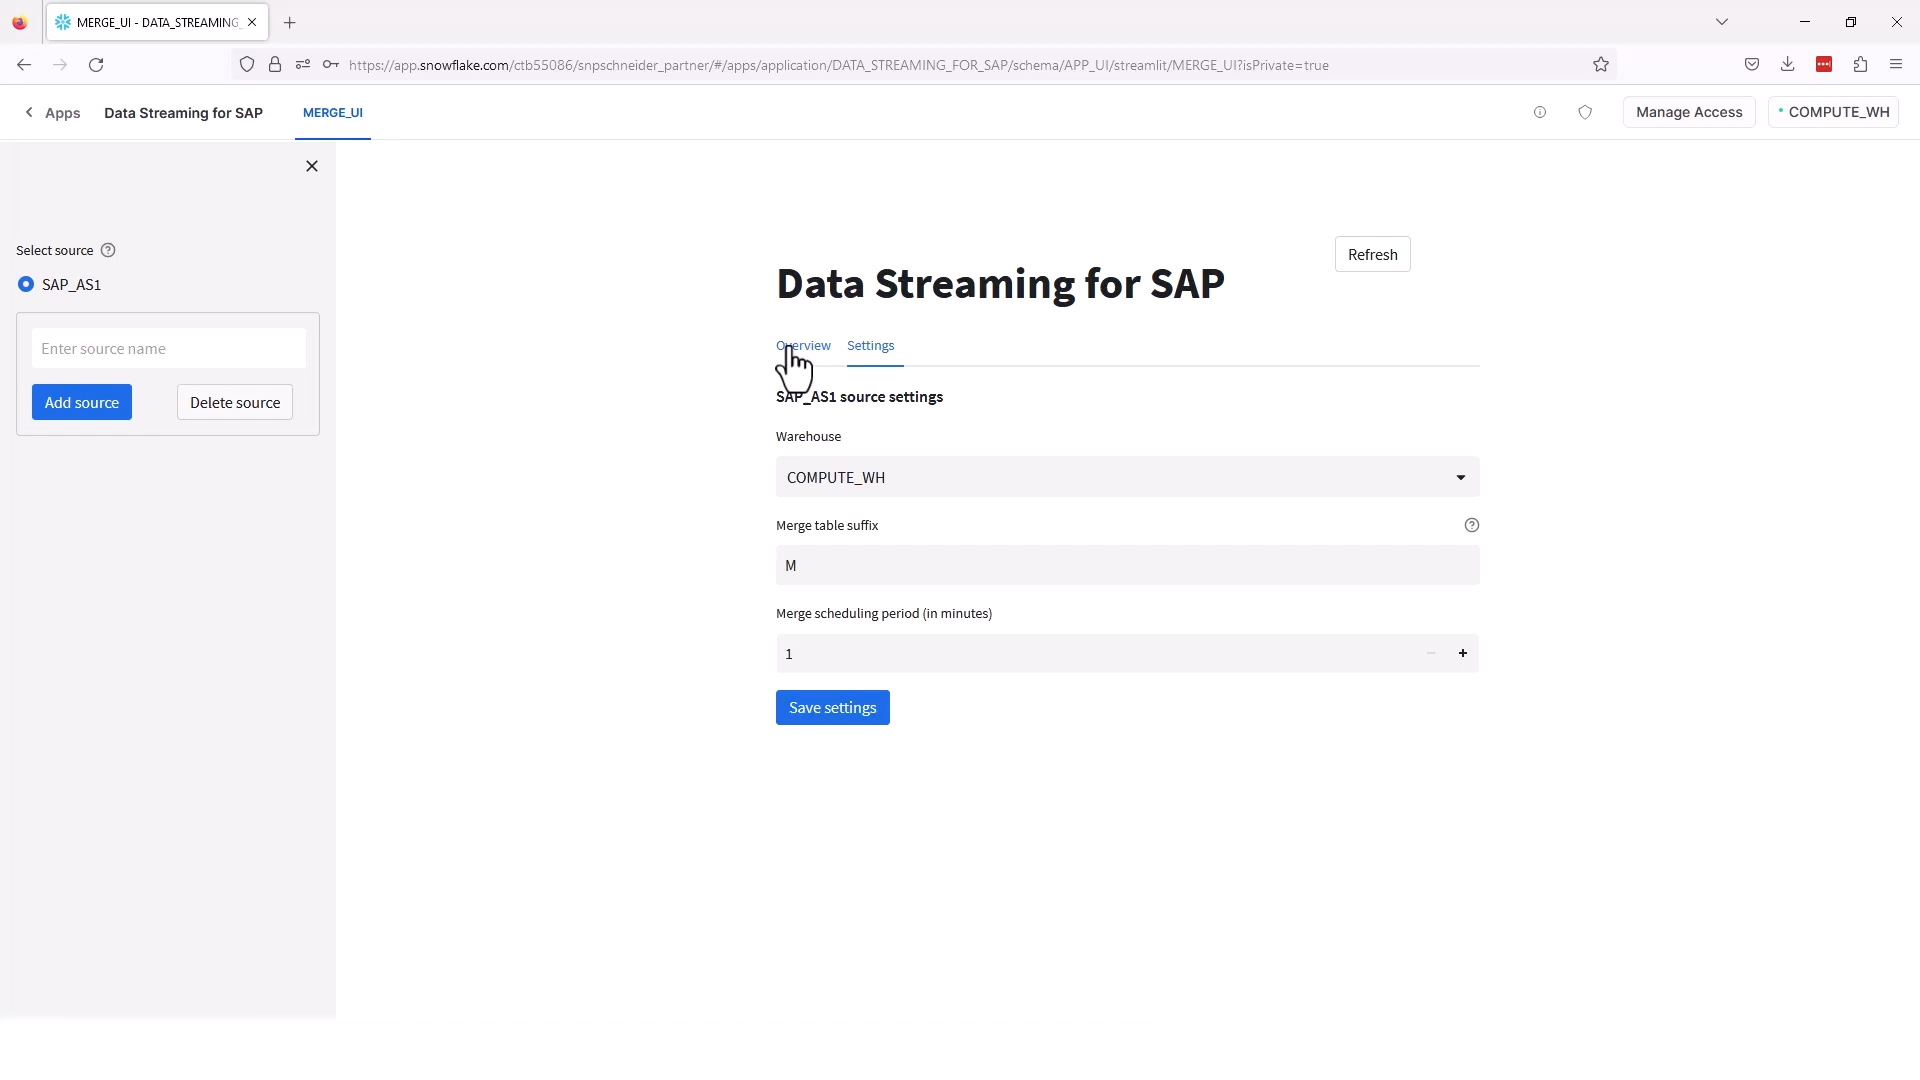 MERGE_UI - DATA_STREAMING_
https://app.snowflake.com/ctb55086/snpschneider_partner/#/apps/application/DATA_STREAMING_FOR_SAP/schema/APP_UI/streamlit/MERGE_UI?isPrivate=true
Apps
Data Streaming for SAP
MERGE_UI
Manage Access
COMPUTE_WH
Select source
SAP_AS1
Enter source name
Add source
Delete source
Refresh
Data Streaming for SAP
Overview
Settings
SAP_AS1 source settings
Warehouse
COMPUTE_WH
Merge table suffix
M
Merge scheduling period (in minutes)
1
Save settings